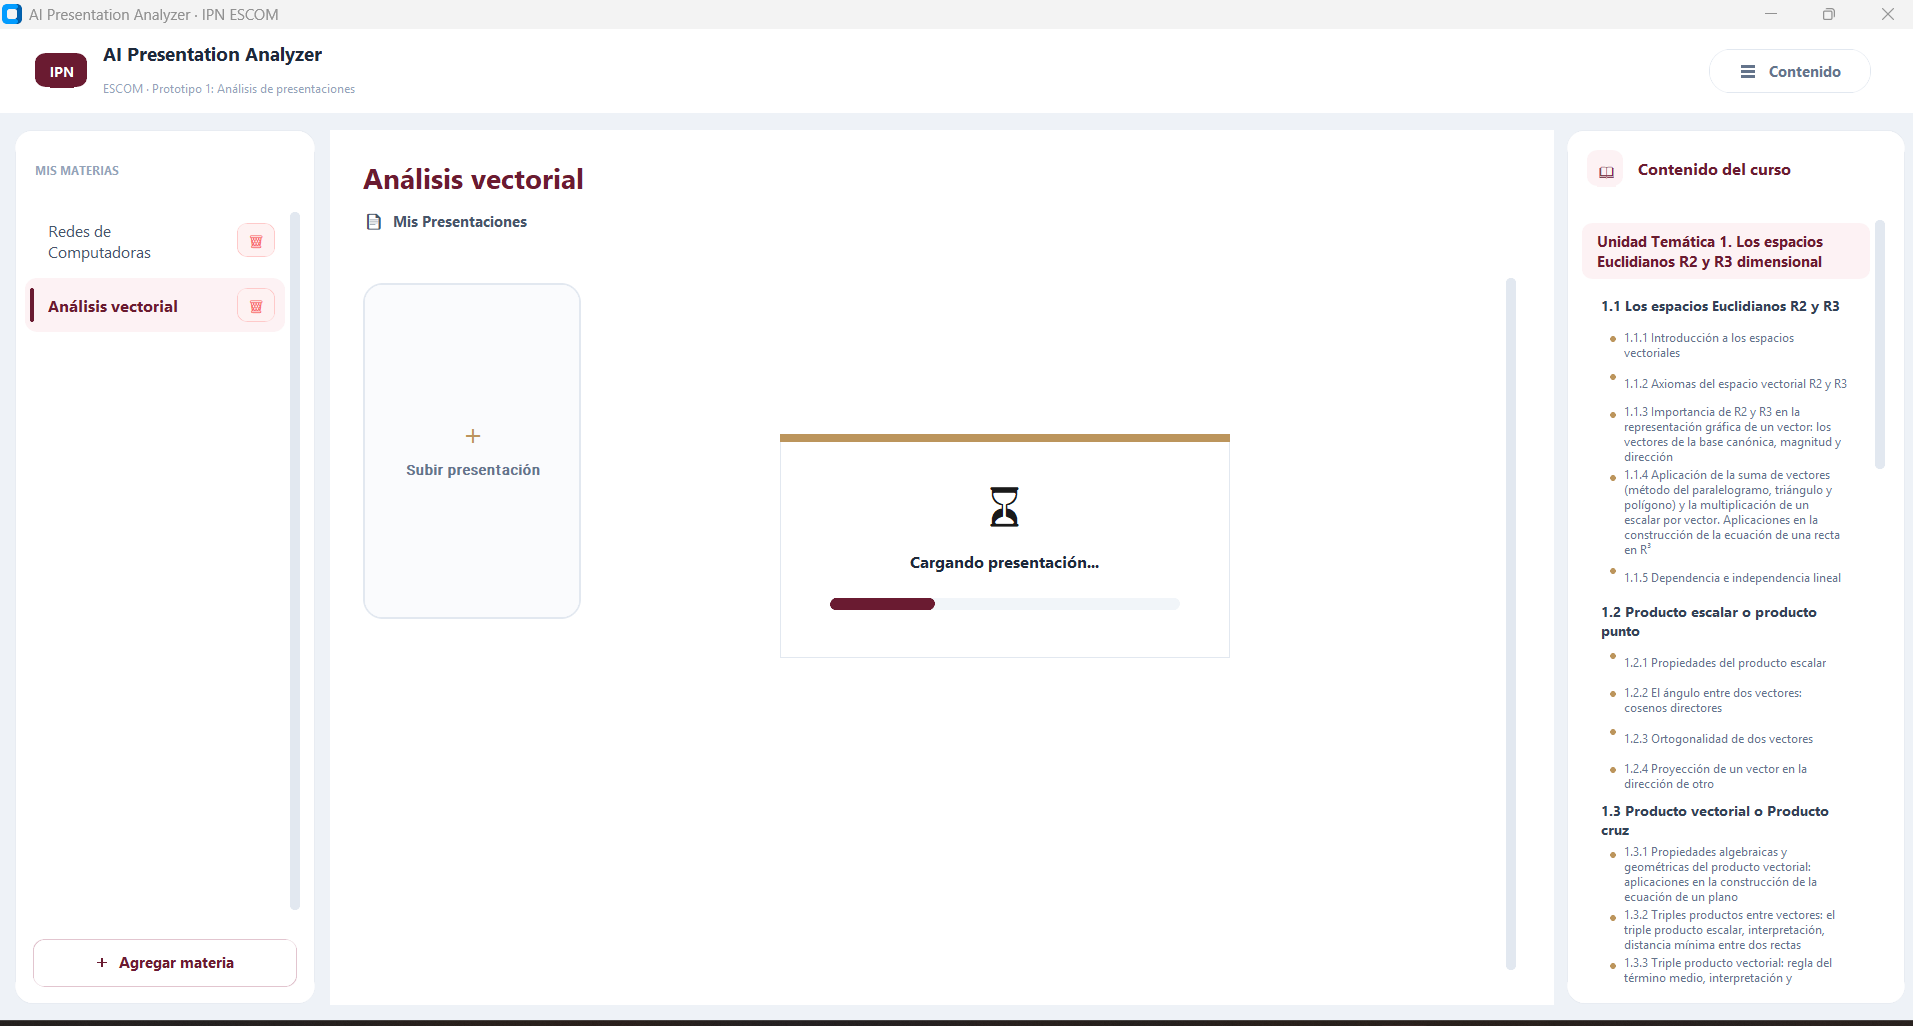 AI Presentation Analyzer · IPN ESCOM
IPN
AI Presentation Analyzer
ESCOM · Prototipo 1: Análisis de presentaciones
Contenido
MIS MATERIAS
Redes de
Computadoras
Análisis vectorial
+ Agregar materia
Análisis vectorial
Mis Presentaciones
+
Subir presentación
Cargando presentación...
Contenido del curso
Unidad Temática 1. Los espacios
Euclidianos R2 y R3 dimensional
1.1 Los espacios Euclidianos R2 y R3
1.1.1 Introducción a los espacios
vectoriales
1.1.2 Axiomas del espacio vectorial R2 y R3
1.1.3 Importancia de R2 y R3 en la
representación gráfica de un vector: los
vectores de la base canónica, magnitud y
dirección
1.1.4 Aplicación de la suma de vectores
(método del paralelogramo, triángulo y
polígono) y la multiplicación de un
escalar por vector. Aplicaciones en la
construcción de la ecuación de una recta
en R³
1.1.5 Dependencia e independencia lineal
1.2 Producto escalar o producto
punto
1.2.1 Propiedades del producto escalar
1.2.2 El ángulo entre dos vectores:
cosenos directores
1.2.3 Ortogonalidad de dos vectores
1.2.4 Proyección de un vector en la
dirección de otro
1.3 Producto vectorial o Producto
cruz
1.3.1 Propiedades algebraicas y
geométricas del producto vectorial:
aplicaciones en la construcción de la
ecuación de un plano
1.3.2 Triples productos entre vectores: el
triple producto escalar, interpretación,
distancia mínima entre dos rectas
1.3.3 Triple producto vectorial: regla del
término medio, interpretación y